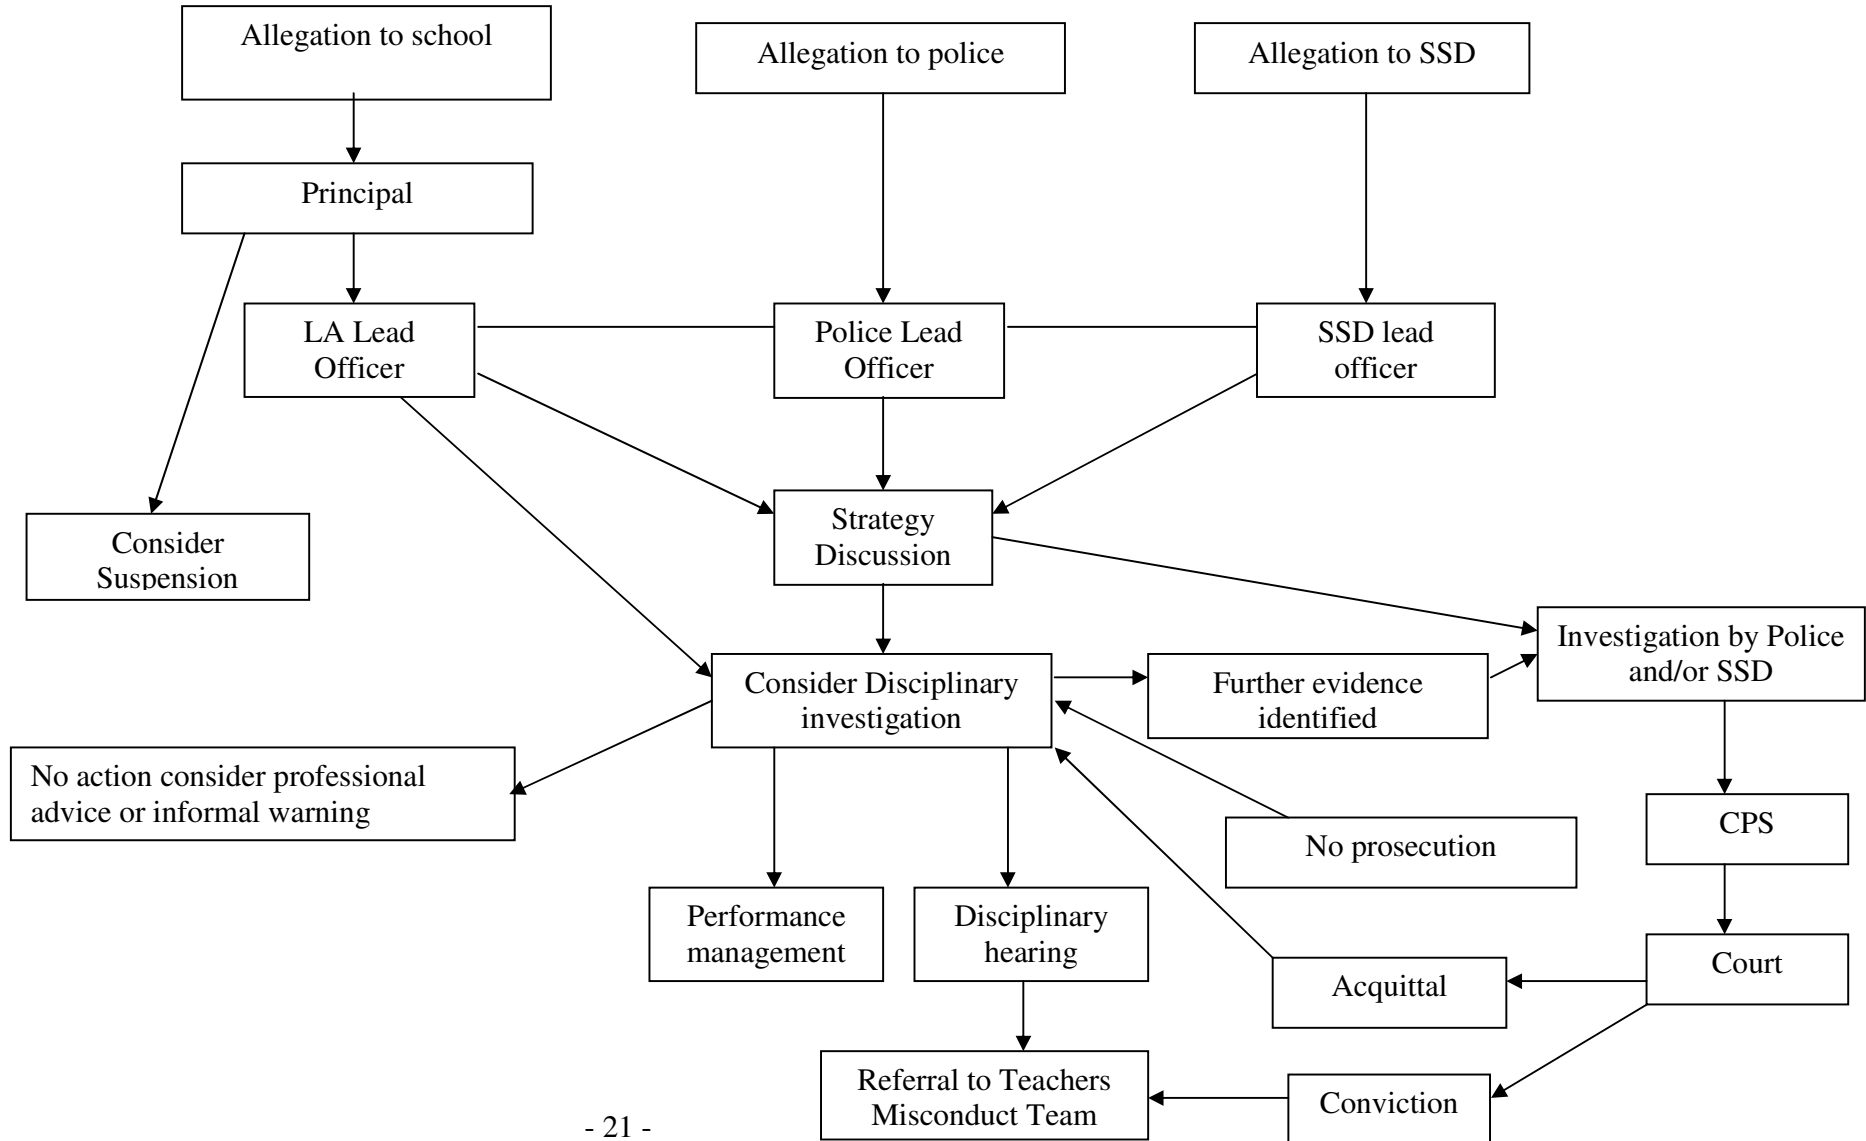 Allegation to school
Allegation to police
Allegation to SSD
Principal
LA Lead
Officer
Police Lead
Officer
SSD lead
officer
Strategy
Discussion
Consider
Suspension
Investigation by Police
and/or SSD
Consider Disciplinary
investigation
Further evidence
identified
No action consider professional
advice or informal warning
CPS
No prosecution
Performance
management
Disciplinary
hearing
Court
Acquittal
Referral to Teachers
Misconduct Team
Conviction
- 21 -